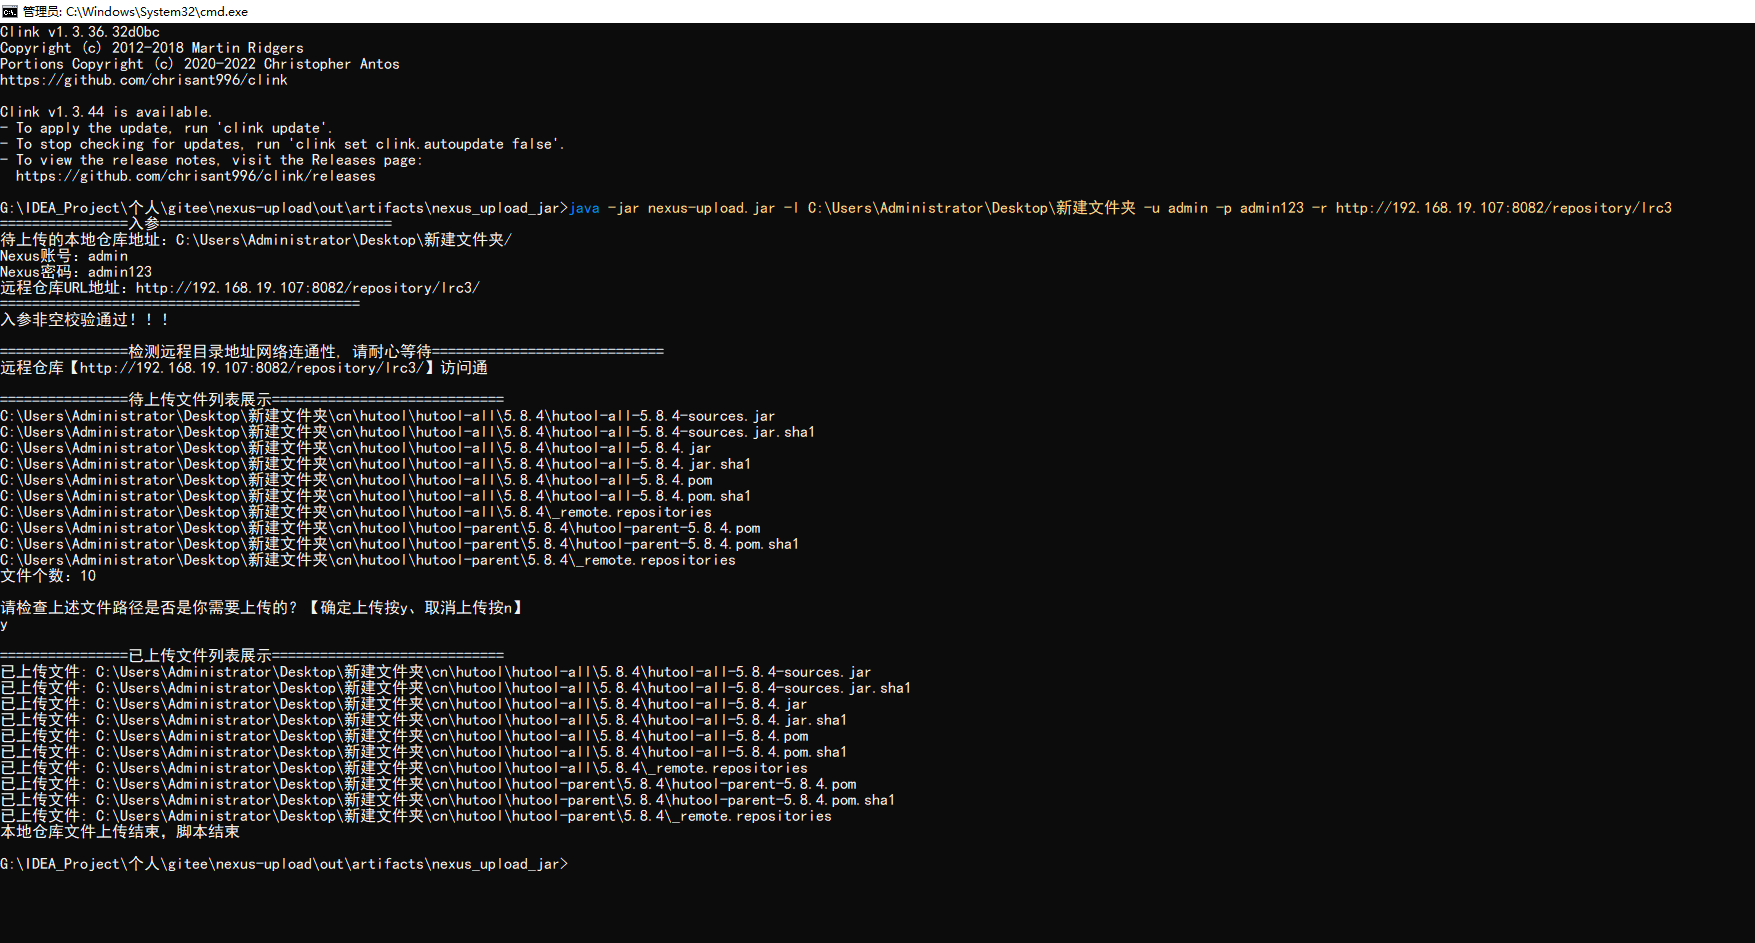 管理员: C:\Windows\System32\cmd.exe
Clink v1.3.36.32d0bc
Copyright (c) 2012-2018 Martin Ridgers
Portions Copyright (c) 2020-2022 Christopher Antos
https://github.com/chrisant996/clink
Clink v1.3.44 is available.
- To apply the update, run 'clink update'.
- To stop checking for updates, run 'clink set clink.autoupdate false'.
- To view the release notes, visit the Releases page:
  https://github.com/chrisant996/clink/releases
G:\IDEA_Project\个人\gitee\nexus-upload\out\artifacts\nexus_upload_jar>java -jar nexus-upload.jar -l C:\Users\Administrator\Desktop\新建文件夹 -u admin -p admin123 -r http://192.168.19.107:8082/repository/lrc3
================入参=============================
待上传的本地仓库地址：C:\Users\Administrator\Desktop\新建文件夹/
Nexus账号：admin
Nexus密码：admin123
远程仓库URL地址：http://192.168.19.107:8082/repository/lrc3/
=============================================
入参非空校验通过！！！
================检测远程目录地址网络连通性，请耐心等待=============================
远程仓库【http://192.168.19.107:8082/repository/lrc3/】访问通
================待上传文件列表展示=============================
C:\Users\Administrator\Desktop\新建文件夹\cn\hutool\hutool-all\5.8.4\hutool-all-5.8.4-sources.jar
C:\Users\Administrator\Desktop\新建文件夹\cn\hutool\hutool-all\5.8.4\hutool-all-5.8.4-sources.jar.sha1
C:\Users\Administrator\Desktop\新建文件夹\cn\hutool\hutool-all\5.8.4\hutool-all-5.8.4.jar
C:\Users\Administrator\Desktop\新建文件夹\cn\hutool\hutool-all\5.8.4\hutool-all-5.8.4.jar.sha1
C:\Users\Administrator\Desktop\新建文件夹\cn\hutool\hutool-all\5.8.4\hutool-all-5.8.4.pom
C:\Users\Administrator\Desktop\新建文件夹\cn\hutool\hutool-all\5.8.4\hutool-all-5.8.4.pom.sha1
C:\Users\Administrator\Desktop\新建文件夹\cn\hutool\hutool-all\5.8.4\_remote.repositories
C:\Users\Administrator\Desktop\新建文件夹\cn\hutool\hutool-parent\5.8.4\hutool-parent-5.8.4.pom
C:\Users\Administrator\Desktop\新建文件夹\cn\hutool\hutool-parent\5.8.4\hutool-parent-5.8.4.pom.sha1
C:\Users\Administrator\Desktop\新建文件夹\cn\hutool\hutool-parent\5.8.4\_remote.repositories
文件个数：10
请检查上述文件路径是否是你需要上传的？【确定上传按y、取消上传按n】
y
================已上传文件列表展示=============================
已上传文件: C:\Users\Administrator\Desktop\新建文件夹\cn\hutool\hutool-all\5.8.4\hutool-all-5.8.4-sources.jar
已上传文件: C:\Users\Administrator\Desktop\新建文件夹\cn\hutool\hutool-all\5.8.4\hutool-all-5.8.4-sources.jar.sha1
已上传文件: C:\Users\Administrator\Desktop\新建文件夹\cn\hutool\hutool-all\5.8.4\hutool-all-5.8.4.jar
已上传文件: C:\Users\Administrator\Desktop\新建文件夹\cn\hutool\hutool-all\5.8.4\hutool-all-5.8.4.jar.sha1
已上传文件: C:\Users\Administrator\Desktop\新建文件夹\cn\hutool\hutool-all\5.8.4\hutool-all-5.8.4.pom
已上传文件: C:\Users\Administrator\Desktop\新建文件夹\cn\hutool\hutool-all\5.8.4\hutool-all-5.8.4.pom.sha1
已上传文件: C:\Users\Administrator\Desktop\新建文件夹\cn\hutool\hutool-all\5.8.4\_remote.repositories
已上传文件: C:\Users\Administrator\Desktop\新建文件夹\cn\hutool\hutool-parent\5.8.4\hutool-parent-5.8.4.pom
已上传文件: C:\Users\Administrator\Desktop\新建文件夹\cn\hutool\hutool-parent\5.8.4\hutool-parent-5.8.4.pom.sha1
已上传文件: C:\Users\Administrator\Desktop\新建文件夹\cn\hutool\hutool-parent\5.8.4\_remote.repositories
本地仓库文件上传结束，脚本结束
G:\IDEA_Project\个人\gitee\nexus-upload\out\artifacts\nexus_upload_jar>